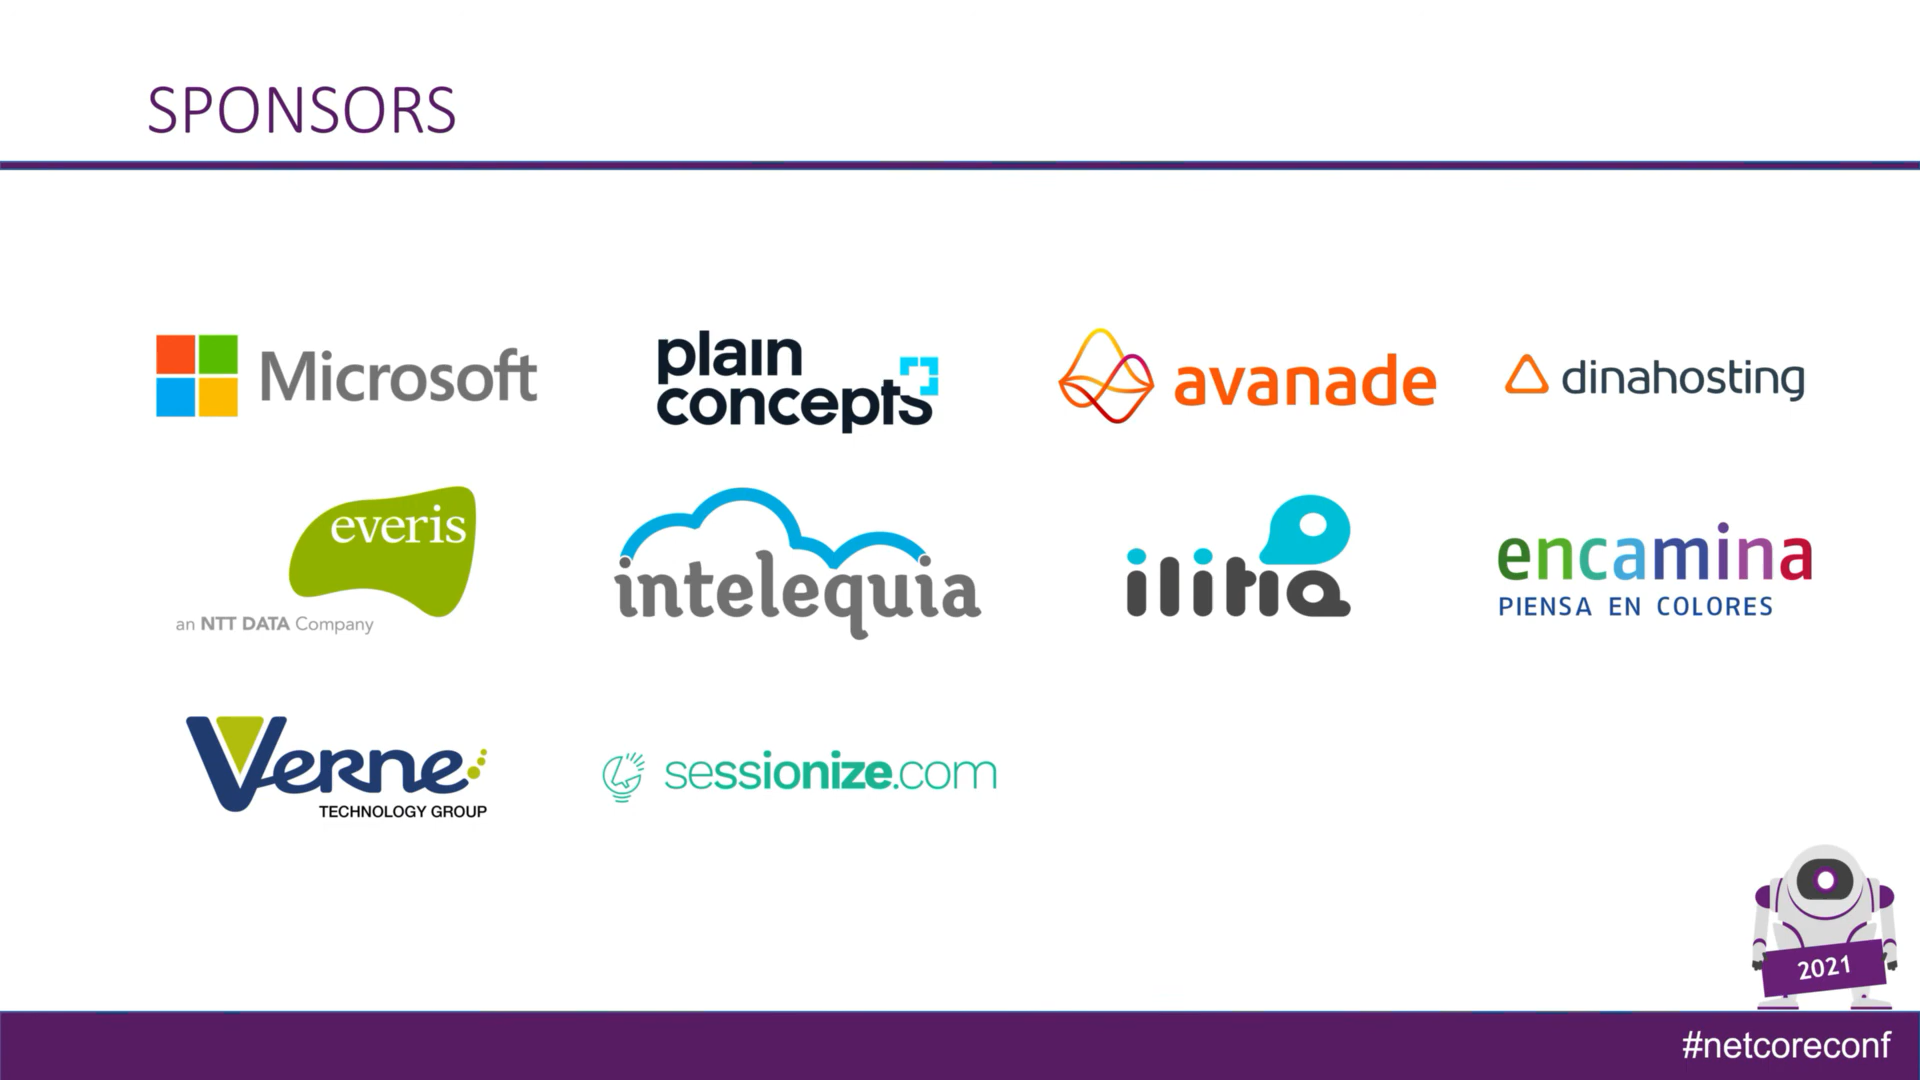 SPONSORS
Microsoft
plain
concepts
avanade
dinahosting
everis
an NTT DATA Company
intelequia
ilitia
encamina
PIENSA EN COLORES
Verne
TECHNOLOGY GROUP
sessionize.com
2021
#netcoreconf